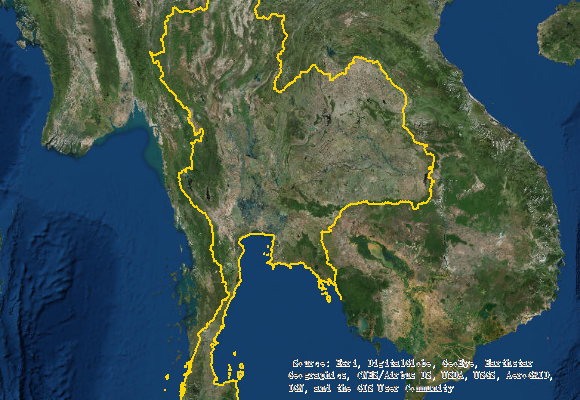 Source: Esri, DigitalGlobe, GeoEye, Earthstar
Geographics, CNES/Airbus DS, USDA, USGS, AeroGRID,
IGN, and the GIS User Community